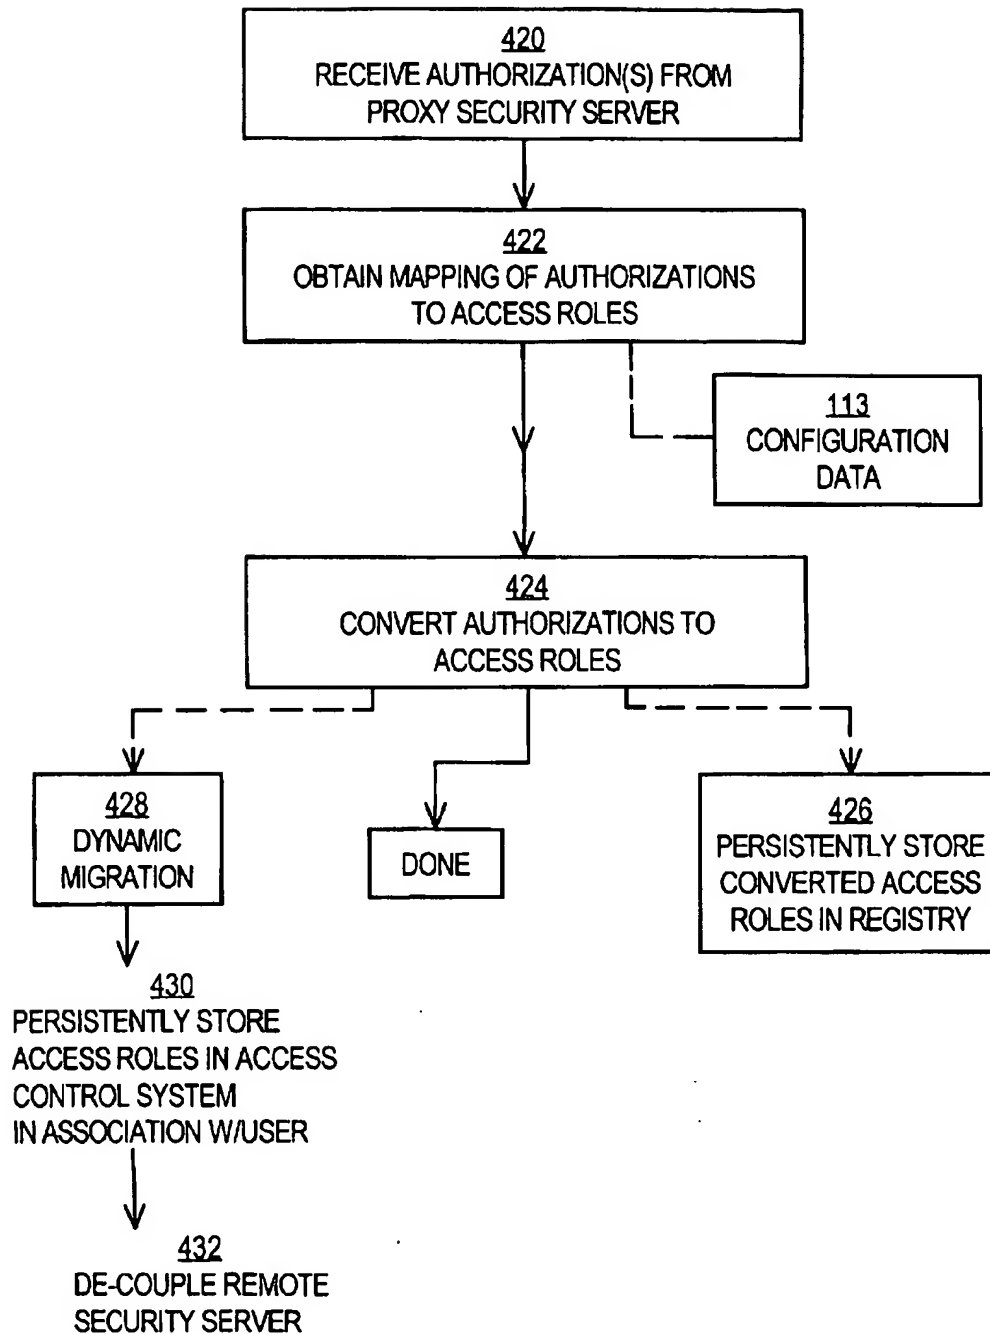 420
RECEIVE AUTHORIZATION(S) FROM
PROXY SECURITY SERVER
422
OBTAIN MAPPING OF AUTHORIZATIONS
TO ACCESS ROLES
113
CONFIGURATION
DATA
424
CONVERT AUTHORIZATIONS TO
ACCESS ROLES
428
DYNAMIC
MIGRATION
DONE
426
PERSISTENTLY STORE
CONVERTED ACCESS
ROLES IN REGISTRY
430
PERSISTENTLY STORE
ACCESS ROLES IN ACCESS
CONTROL SYSTEM
IN ASSOCIATION W/USER
432
DE-COUPLE REMOTE
SECURITY SERVER